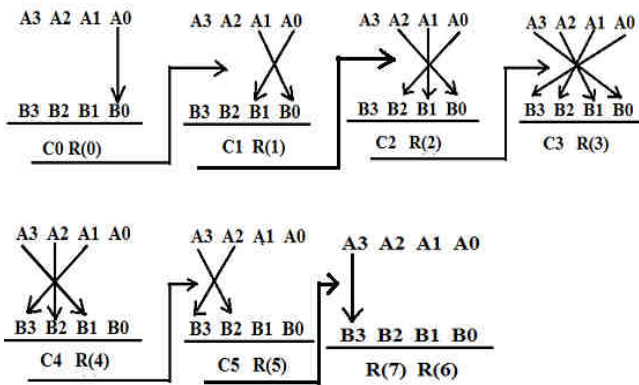 A3 A2 A1 A0
B3 B2 B1 B0
C0 R(0)
A3 A2 A1 A0
B3 B2 B1 B0
C1 R(1)
A3 A2 A1 A0
B3 B2 B1 B0
C2 R(2)
A3 A2 A1 A0
B3 B2 B1 B0
C3 R(3)
A3 A2 A1 A0
B3 B2 B1 B0
C4 R(4)
A3 A2 A1 A0
B3 B2 B1 B0
C5 R(5)
A3 A2 A1 A0
B3 B2 B1 B0
R(7) R(6)